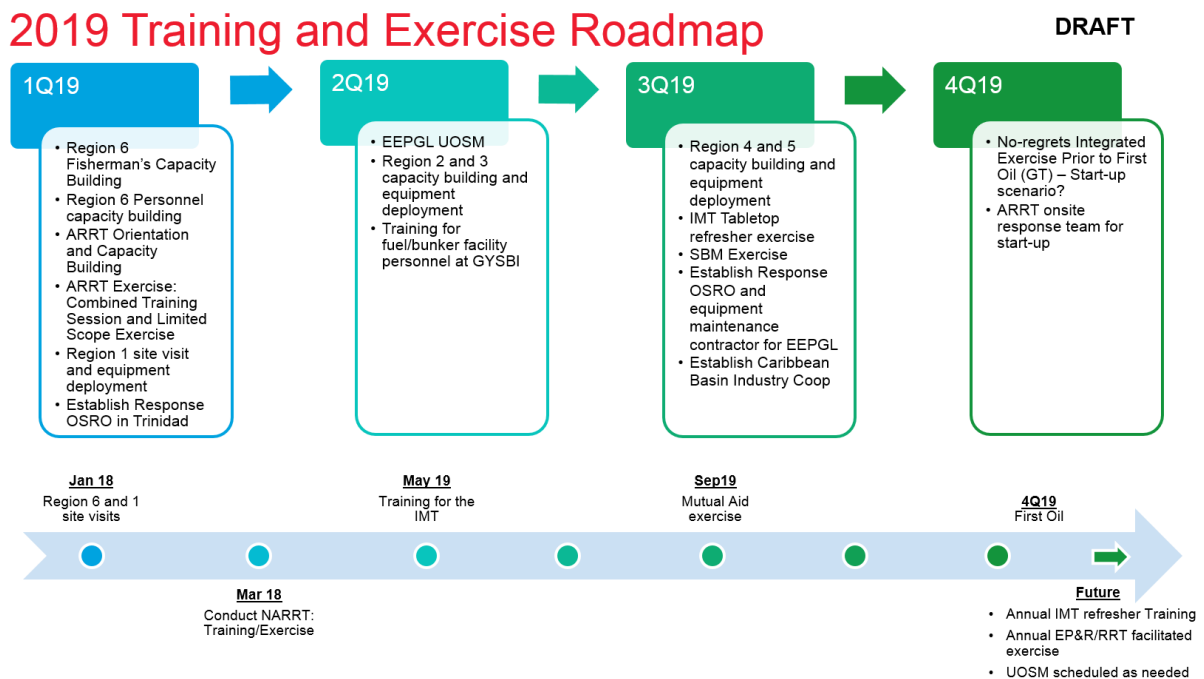 2019 Training and Exercise Roadmap
DRAFT
1Q19
• Region 6
Fisherman’s Capacity
Building
• Region 6 Personnel
capacity building
• ARRT Orientation
and Capacity
Building
• ARRT Exercise:
Combined Training
Session and Limited
Scope Exercise
• Region 1 site visit
and equipment
deployment
• Establish Response
OSRO in Trinidad
2Q19
• EEPGL UOSM
• Region 2 and 3
capacity building and
equipment
deployment
• Training for
fuel/bunker facility
personnel at GYSBI
3Q19
• Region 4 and 5
capacity building and
equipment
deployment
• IMT Tabletop
refresher exercise
• SBM Exercise
• Establish Response
OSRO and
equipment
maintenance
contractor for EEPGL
• Establish Caribbean
Basin Industry Coop
4Q19
• No-regrets Integrated
Exercise Prior to First
Oil (GT) – Start-up
scenario?
• ARRT onsite
response team for
start-up
Jan 18
Region 6 and 1
site visits
Mar 18
Conduct NARRT:
Training/Exercise
May 19
Training for the
IMT
Sep19
Mutual Aid
exercise
4Q19
First Oil
Future
• Annual IMT refresher Training
• Annual EP&R/RRT facilitated
exercise
• UOSM scheduled as needed